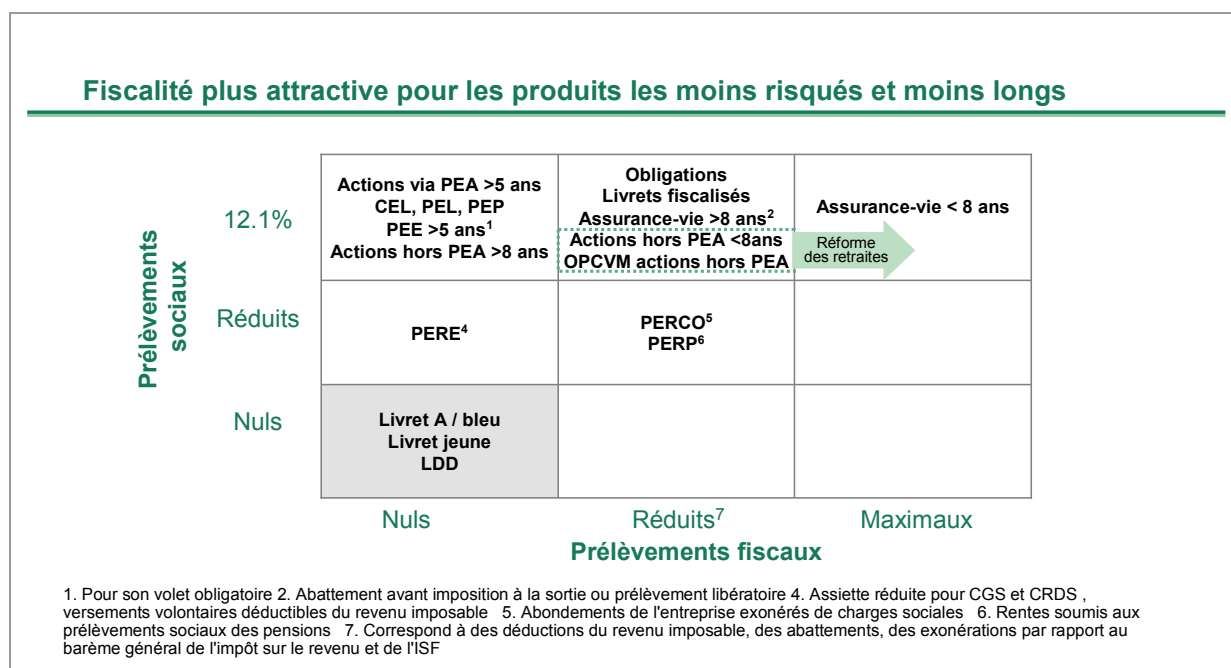 Fiscalité plus attractive pour les produits les moins risqués et moins longs
Prélèvements
sociaux
12.1%
Actions via PEA >5 ans
CEL, PEL, PEP
PEE >5 ans1
Actions hors PEA >8 ans
Obligations
Livrets fiscalisés
Assurance-vie >8 ans2
Actions hors PEA <8ans
OPCVM actions hors PEA
Assurance-vie < 8 ans
Réforme
des retraites
Réduits
PERE4
PERCO5
PERP6
Nuls
Livret A / bleu
Livret jeune
LDD
Nuls
Réduits7
Maximaux
Prélèvements fiscaux
1. Pour son volet obligatoire 2. Abattement avant imposition à la sortie ou prélèvement libératoire 4. Assiette réduite pour CGS et CRDS ,
versements volontaires déductibles du revenu imposable 5. Abondements de l'entreprise exonérés de charges sociales 6. Rentes soumis aux
prélèvements sociaux des pensions 7. Correspond à des déductions du revenu imposable, des abattements, des exonérations par rapport au
barème général de l'impôt sur le revenu et de l'ISF